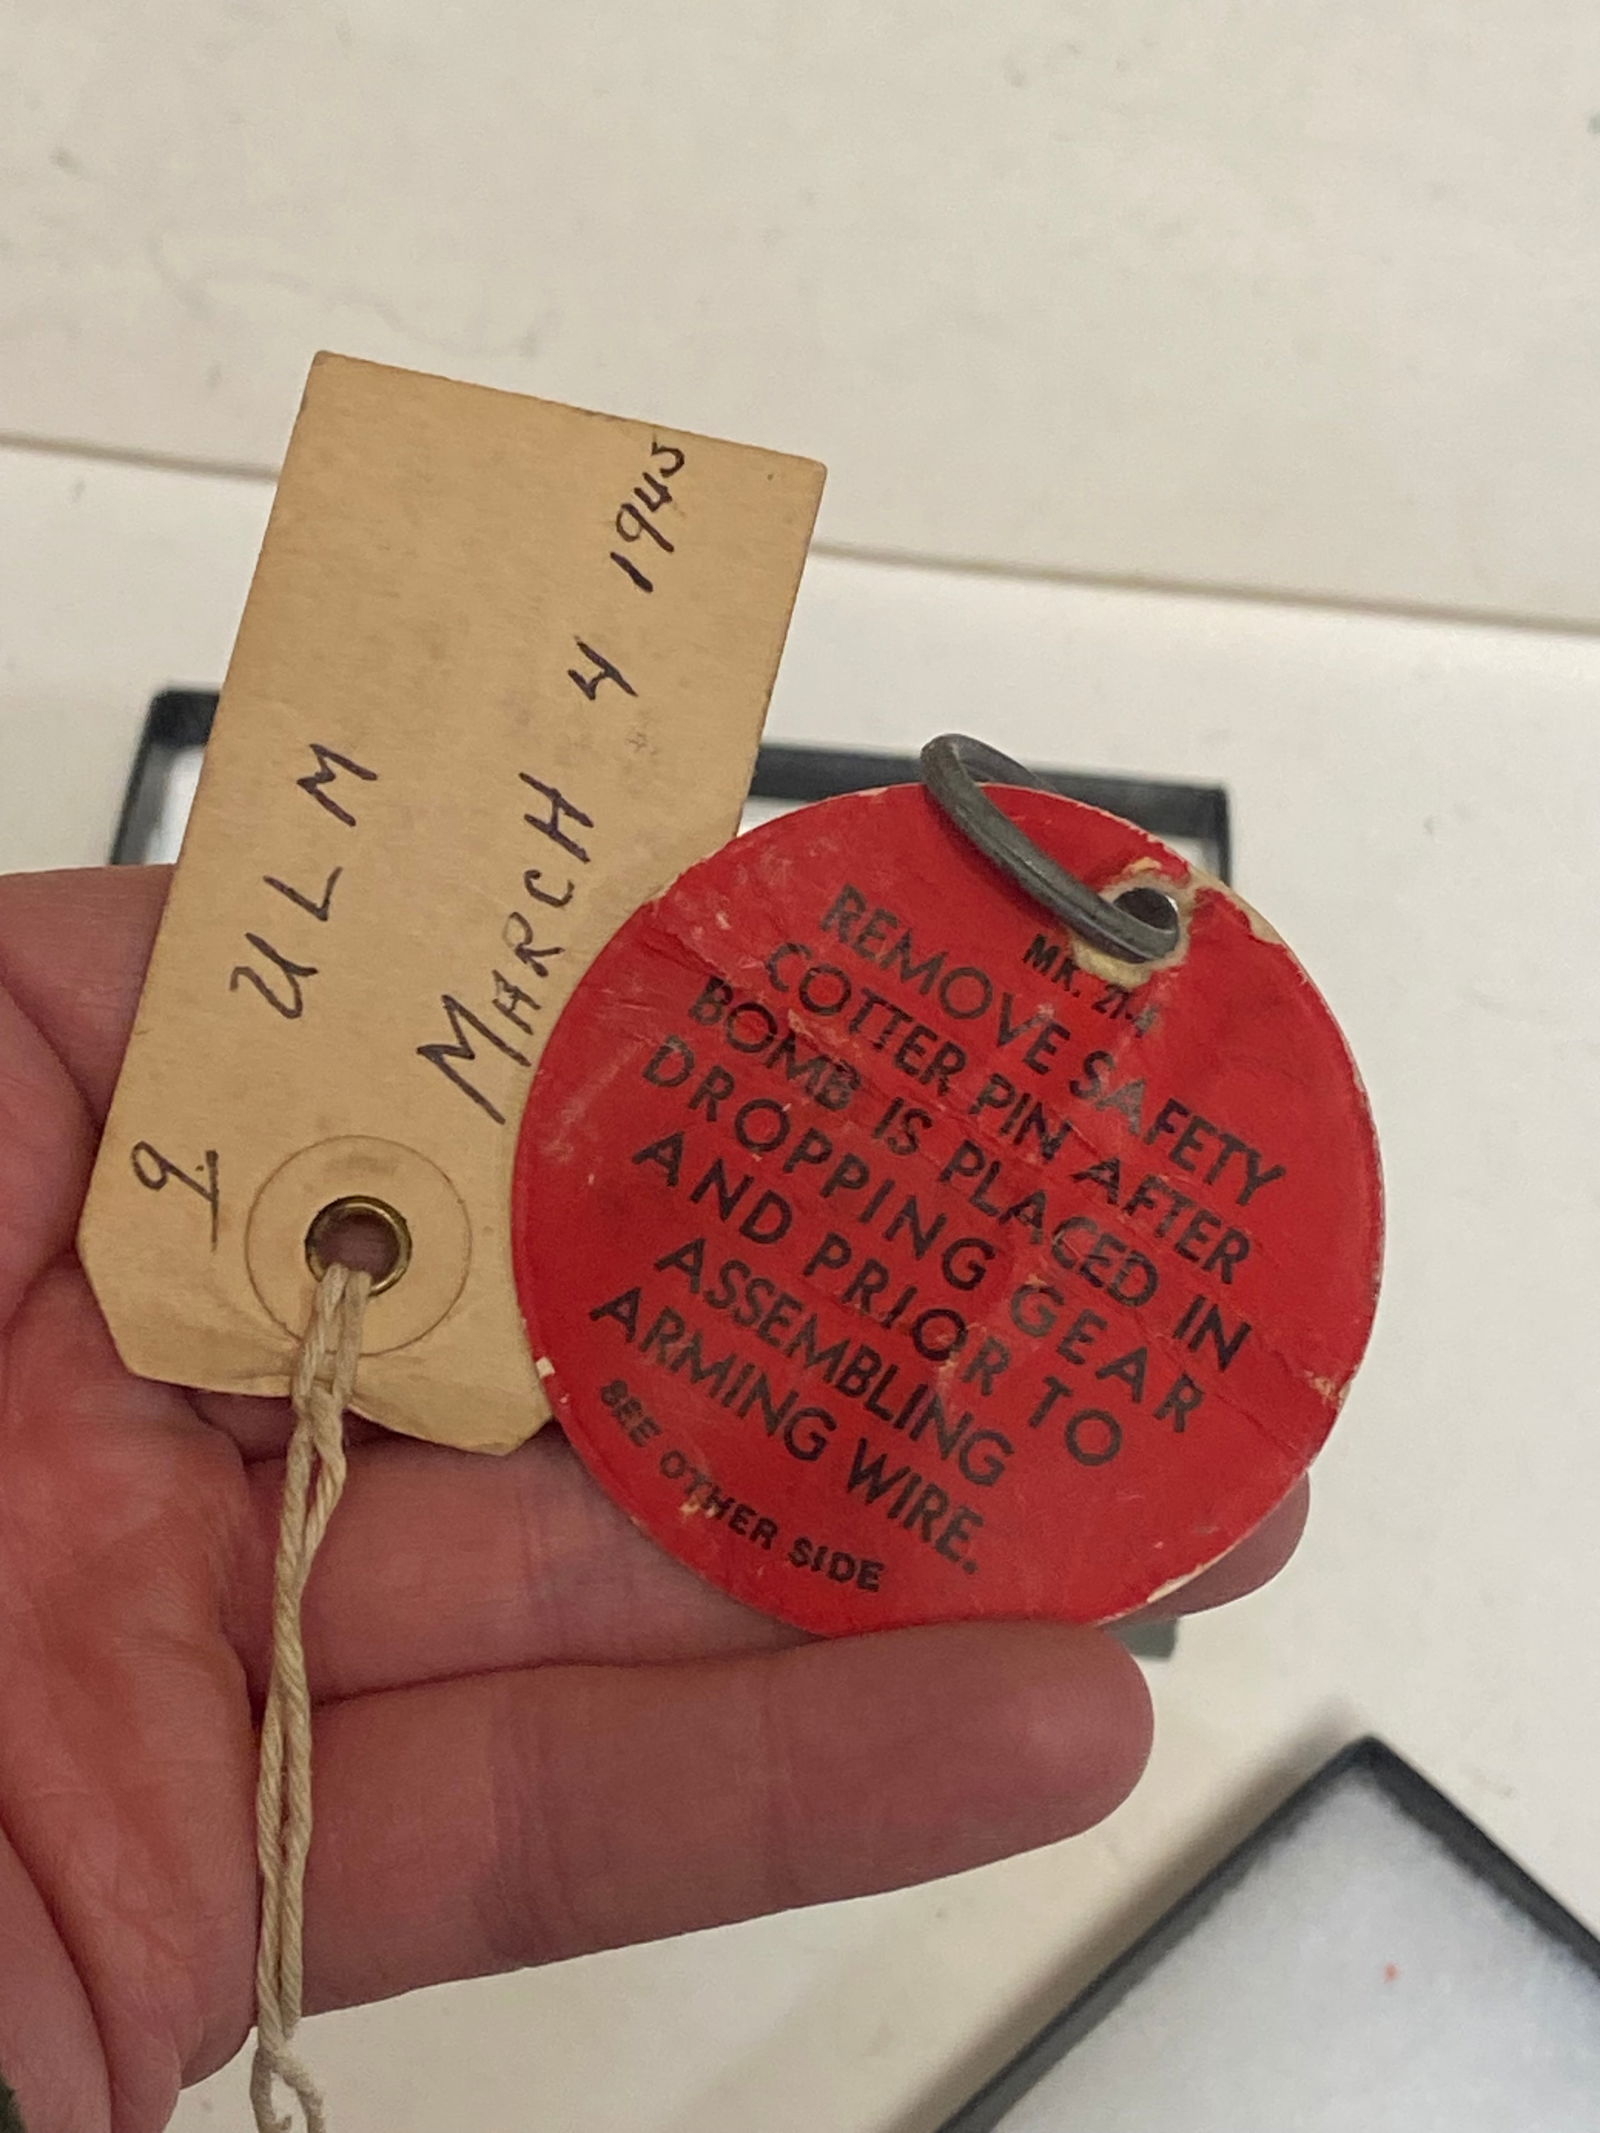 9
ULM
MARCH 4 1945
REMOVE SAFETY
COTTER PIN AFTER
BOMB IS PLACED IN
DROPPING GEAR
AND PRIOR TO
ASSEMBLING
ARMING WIRE.
SEE OTHER SIDE